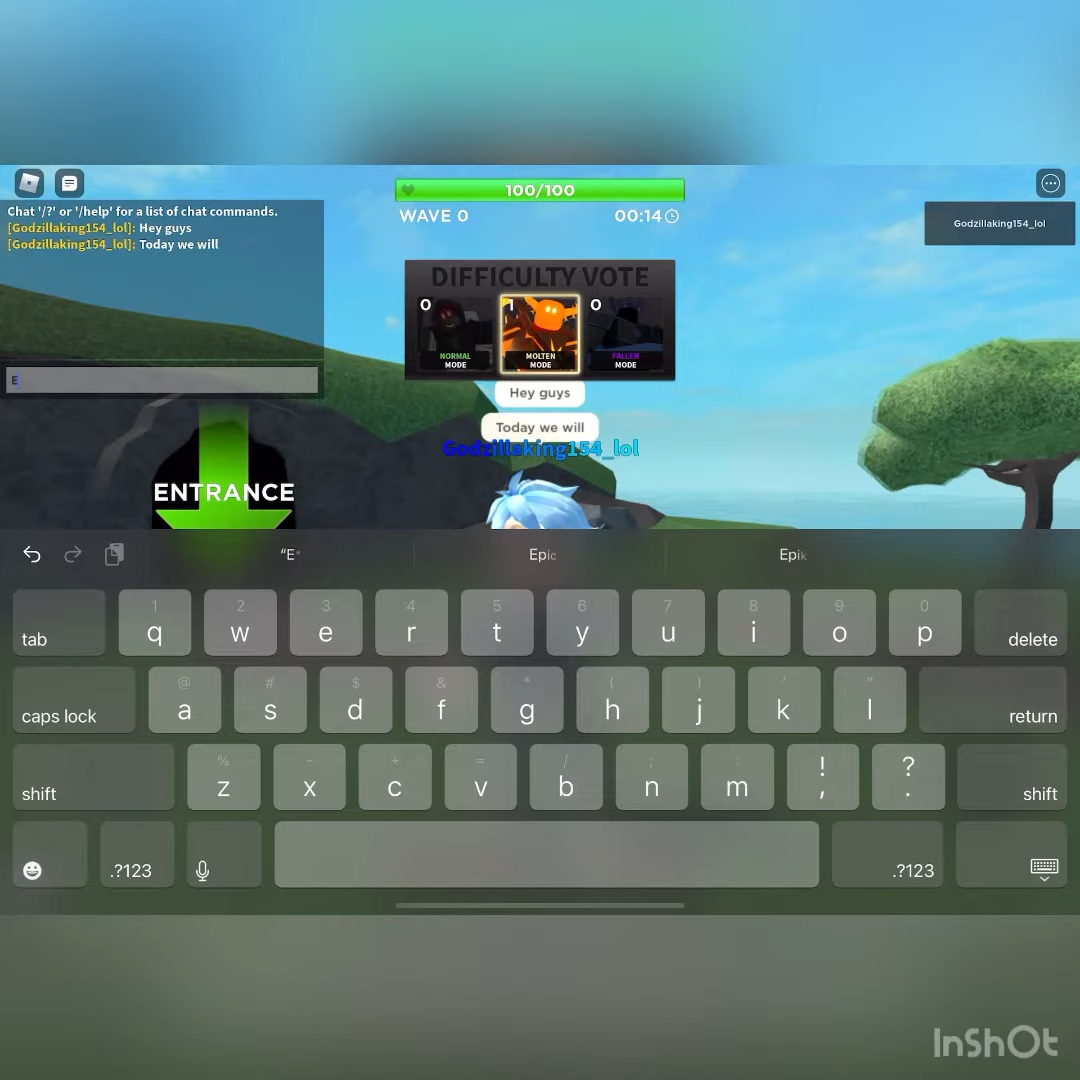 100/100
WAVE 0
00:14
Chat '/?' or '/help' for a list of chat commands.
[Godzillaking154_lol]: Hey guys
[Godzillaking154_lol]: Today we will
Godzillaking154_lol
DIFFICULTY VOTE
0
1
0
NORMAL
MODE
MOLTEN
MODE
FALLEN
MODE
E
Hey guys
Today we will
Godzillaking154_lol
ENTRANCE
“E”
Epic
Epik
1 2 3 4 5 6 7 8 9 0
tab q w e r t y u i o p delete
@ # $ & * ( ) ' "
caps lock a s d f g h j k l return
% - + = / ; : ! ?
shift z x c v b n m , . shift
.?123
.?123
InShOt